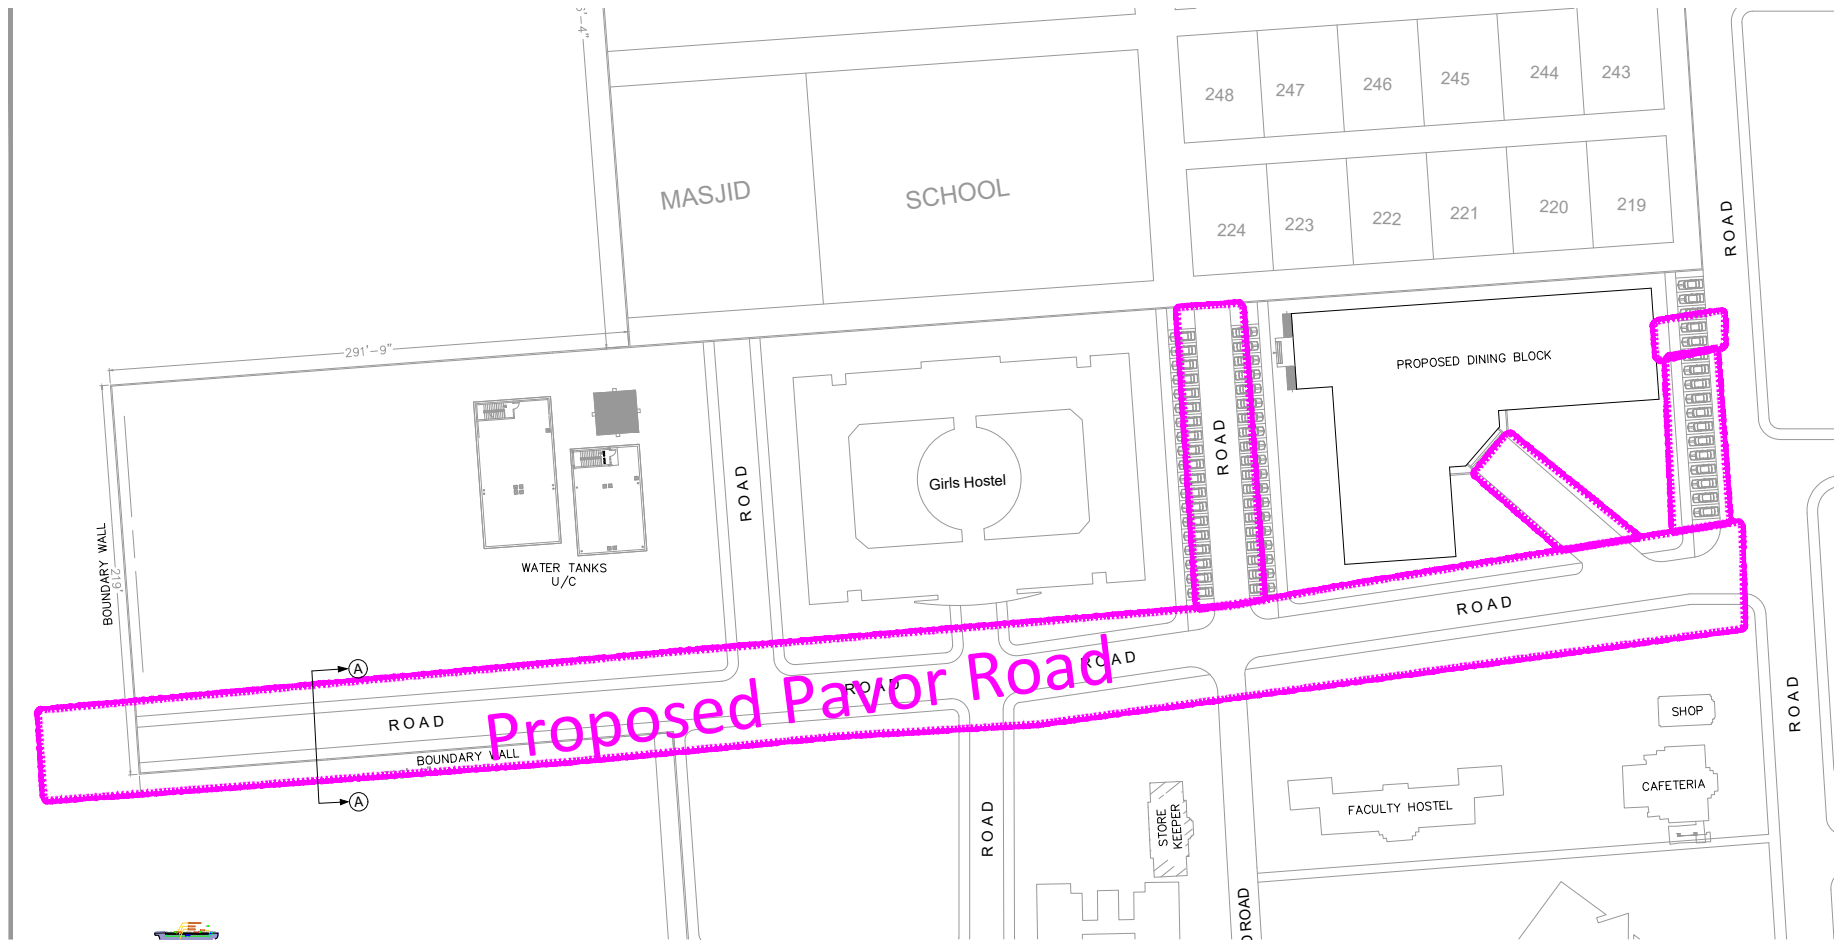 248
247
246
245
244
243
MASJID
SCHOOL
224
223
222
221
220
219
ROAD
291'-9"
PROPOSED DINING BLOCK
ROAD
ROAD
Girls Hostel
BOUNDARY WALL
219'
WATER TANKS
U/C
ROAD
A
ROAD
ROAD
ROAD
Proposed Pavor Road
BOUNDARY WALL
A
SHOP
ROAD
CAFETERIA
FACULTY HOSTEL
STORE
KEEPER
ROAD
ROAD